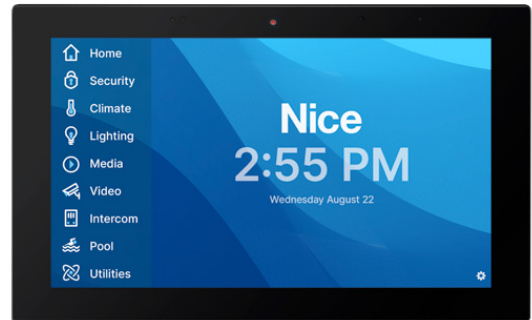 Home
Security
Climate
Lighting
Media
Video
Intercom
Pool
Utilities
Nice
2:55 PM
Wednesday August 22